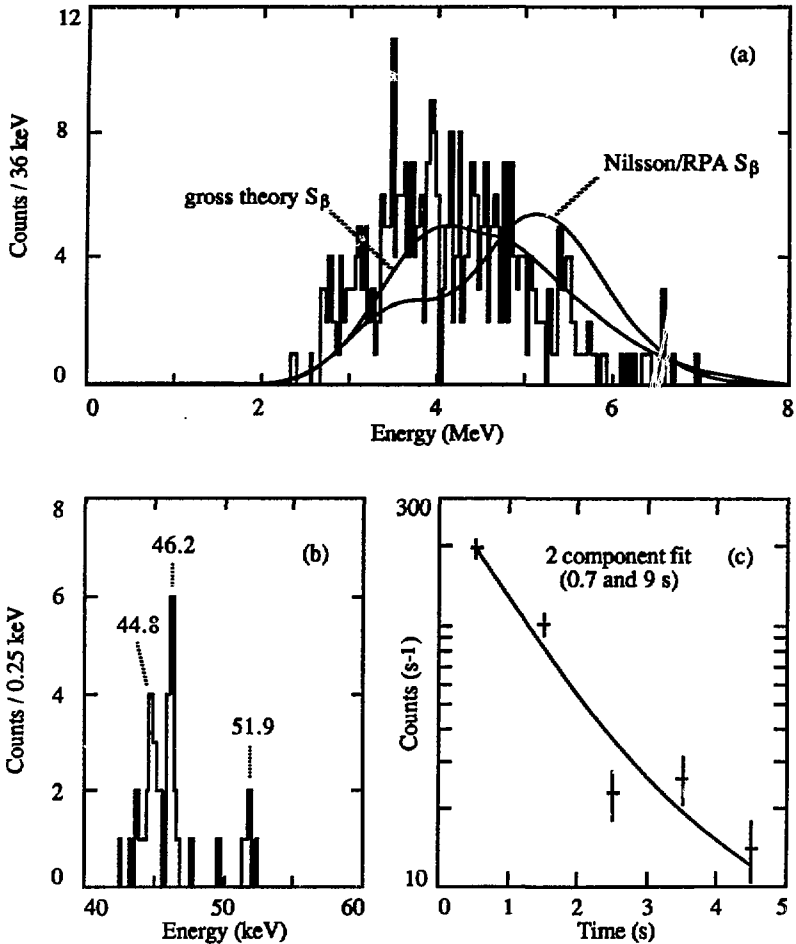 12
8
4
0
Counts / 36 keV
(a)
gross theory Sβ
Nilsson/RPA Sβ
0
2
4
6
8
Energy (MeV)
8
6
4
2
0
Counts / 0.25 keV
(b)
44.8
46.2
51.9
40
50
60
Energy (keV)
300
10
Counts (s-1)
2 component fit
(0.7 and 9 s)
(c)
0
1
2
3
4
5
Time (s)